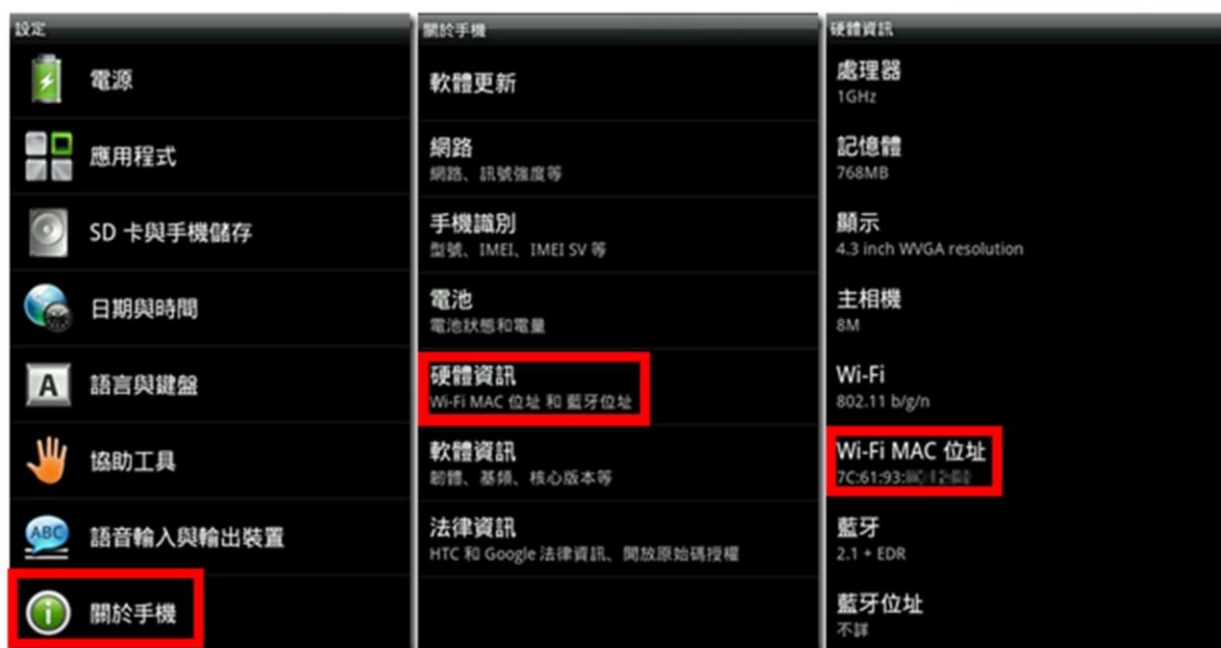 設定
電源
應用程式
SD 卡與手機儲存
日期與時間
A
語言與鍵盤
協助工具
ABC
語音輸入與輸出裝置
關於手機
關於手機
軟體更新
網路
網路、訊號強度等
手機識別
型號、IMEI、IMEI SV 等
電池
電池狀態和電量
硬體資訊
Wi-Fi MAC 位址 和 藍牙位址
軟體資訊
韌體、基頻、核心版本等
法律資訊
HTC 和 Google 法律資訊、開放原始碼授權
硬體資訊
處理器
1GHz
記憶體
768MB
顯示
4.3 inch WVGA resolution
主相機
8M
Wi-Fi
802.11 b/g/n
Wi-Fi MAC 位址
7C:61:93:
藍牙
2.1 + EDR
藍牙位址
不詳